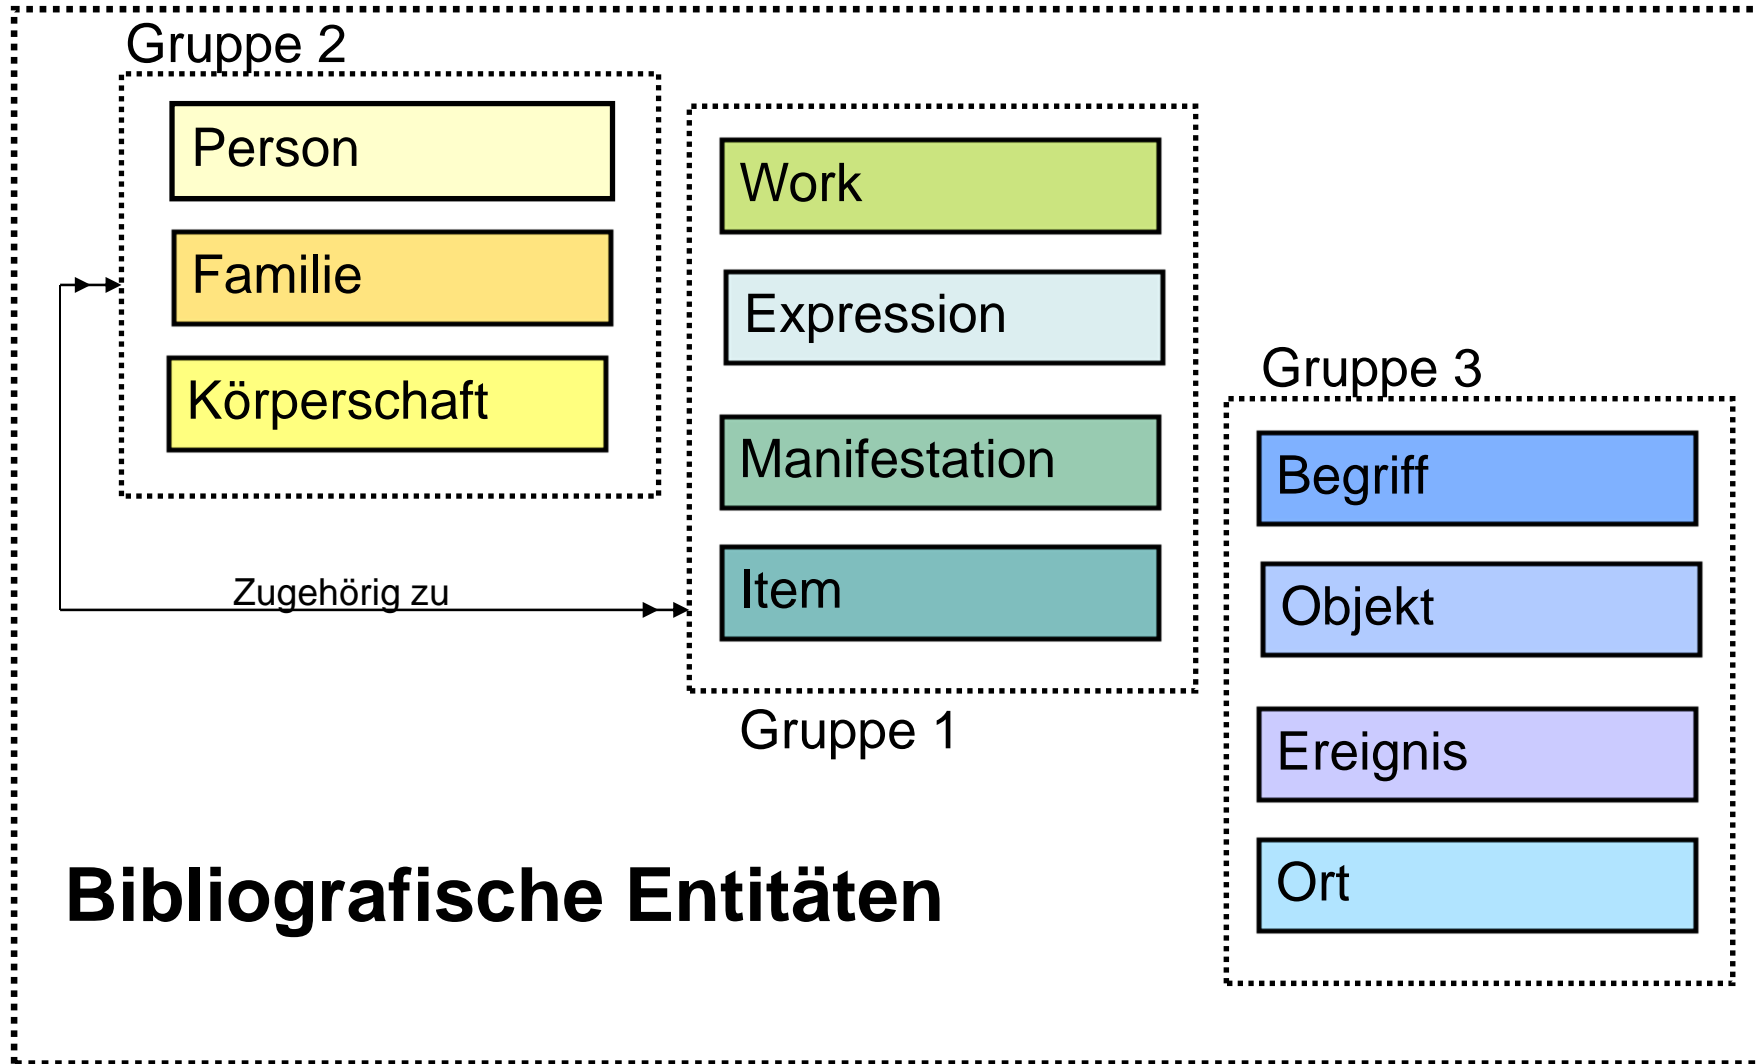 Gruppe 2
Person
Familie
Körperschaft
Zugehörig zu
Work
Expression
Manifestation
Item
Gruppe 1
Gruppe 3
Begriff
Objekt
Ereignis
Ort
Bibliografische Entitäten